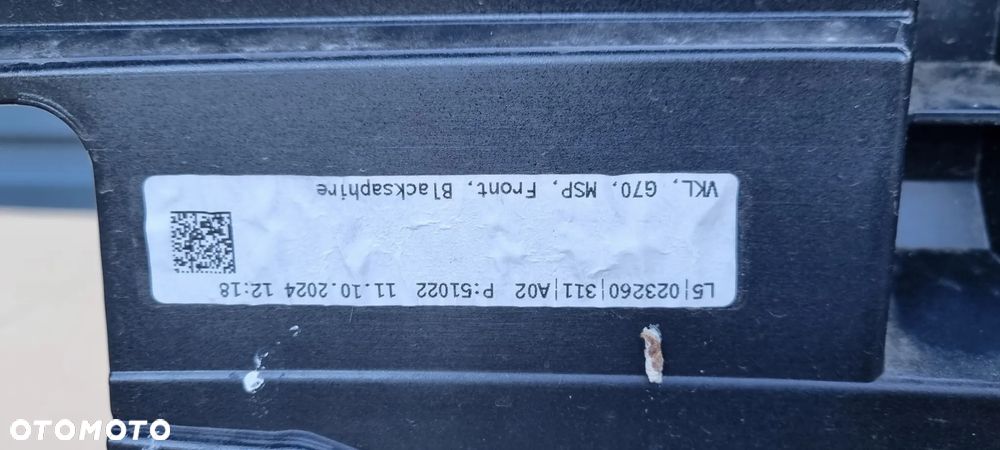 L5|023260|311|A02 P:51022 11.10.2024 12:18
VKL, G70, MSP, Front, Blacksaphire
OTOMOTO